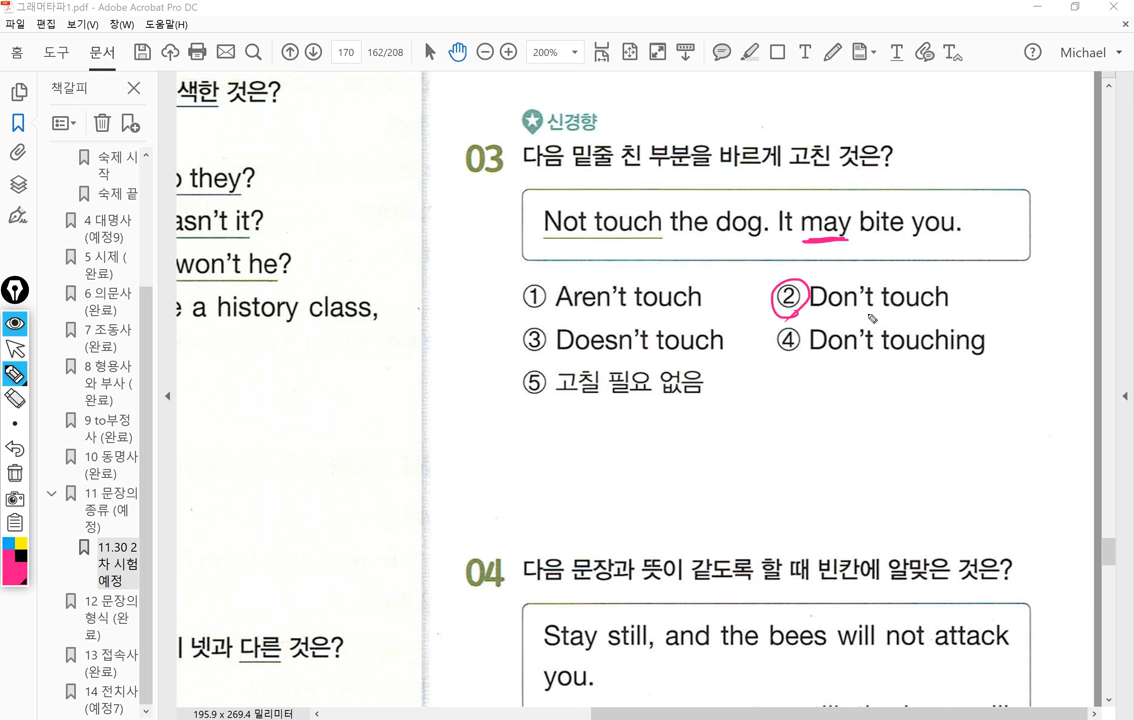 그래머타파1.pdf - Adobe Acrobat Pro DC
파일 편집 보기(V) 창(W) 도움말(H)
홈 도구 문서 170 162/208 200% Michael
책갈피
숙제 시
작
숙제 끝
4 대명사
(예정9)
5 시제 (
완료)
6 의문사
(완료)
7 조동사
(완료)
8 형용사
와 부사 (
완료)
9 to부정
사 (완료)
10 동명사
(완료)
11 문장의
종류 (예
정)
11.30 2
차 시험
예정
12 문장의
형식 (완
료)
13 접속사
(완료)
14 전치사
(예정7)
색한 것은?
they?
asn't it?
won't he?
e a history class,
넷과 다른 것은?
신경향
03 다음 밑줄 친 부분을 바르게 고친 것은?
Not touch the dog. It may bite you.
① Aren't touch ② Don't touch
③ Doesn't touch ④ Don't touching
⑤ 고칠 필요 없음
04 다음 문장과 뜻이 같도록 할 때 빈칸에 알맞은 것은?
Stay still, and the bees will not attack
you.
195.9 x 269.4 밀리미터